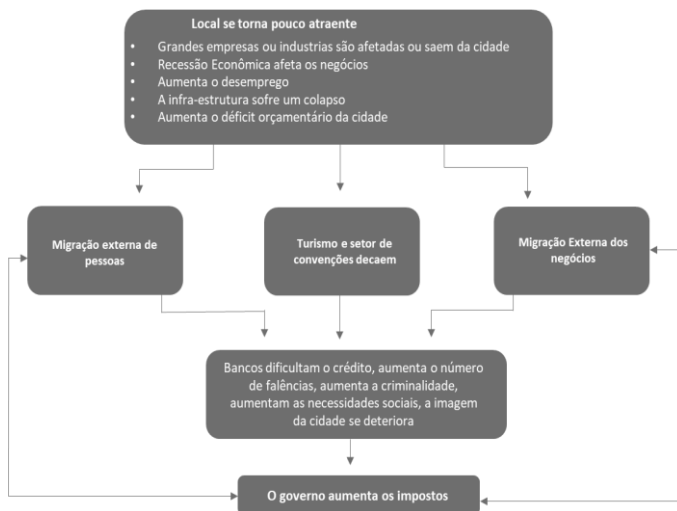 Local se torna pouco atraente
• Grandes empresas ou industrias são afetadas ou saem da cidade
• Recessão Econômica afeta os negócios
• Aumenta o desemprego
• A infra-estrutura sofre um colapso
• Aumenta o déficit orçamentário da cidade
Migração externa de
pessoas
Turismo e setor de
convenções decaem
Migração Externa dos
negócios
Bancos dificultam o crédito, aumenta o número
de falências, aumenta a criminalidade,
aumentam as necessidades sociais, a imagem
da cidade se deteriora
O governo aumenta os impostos